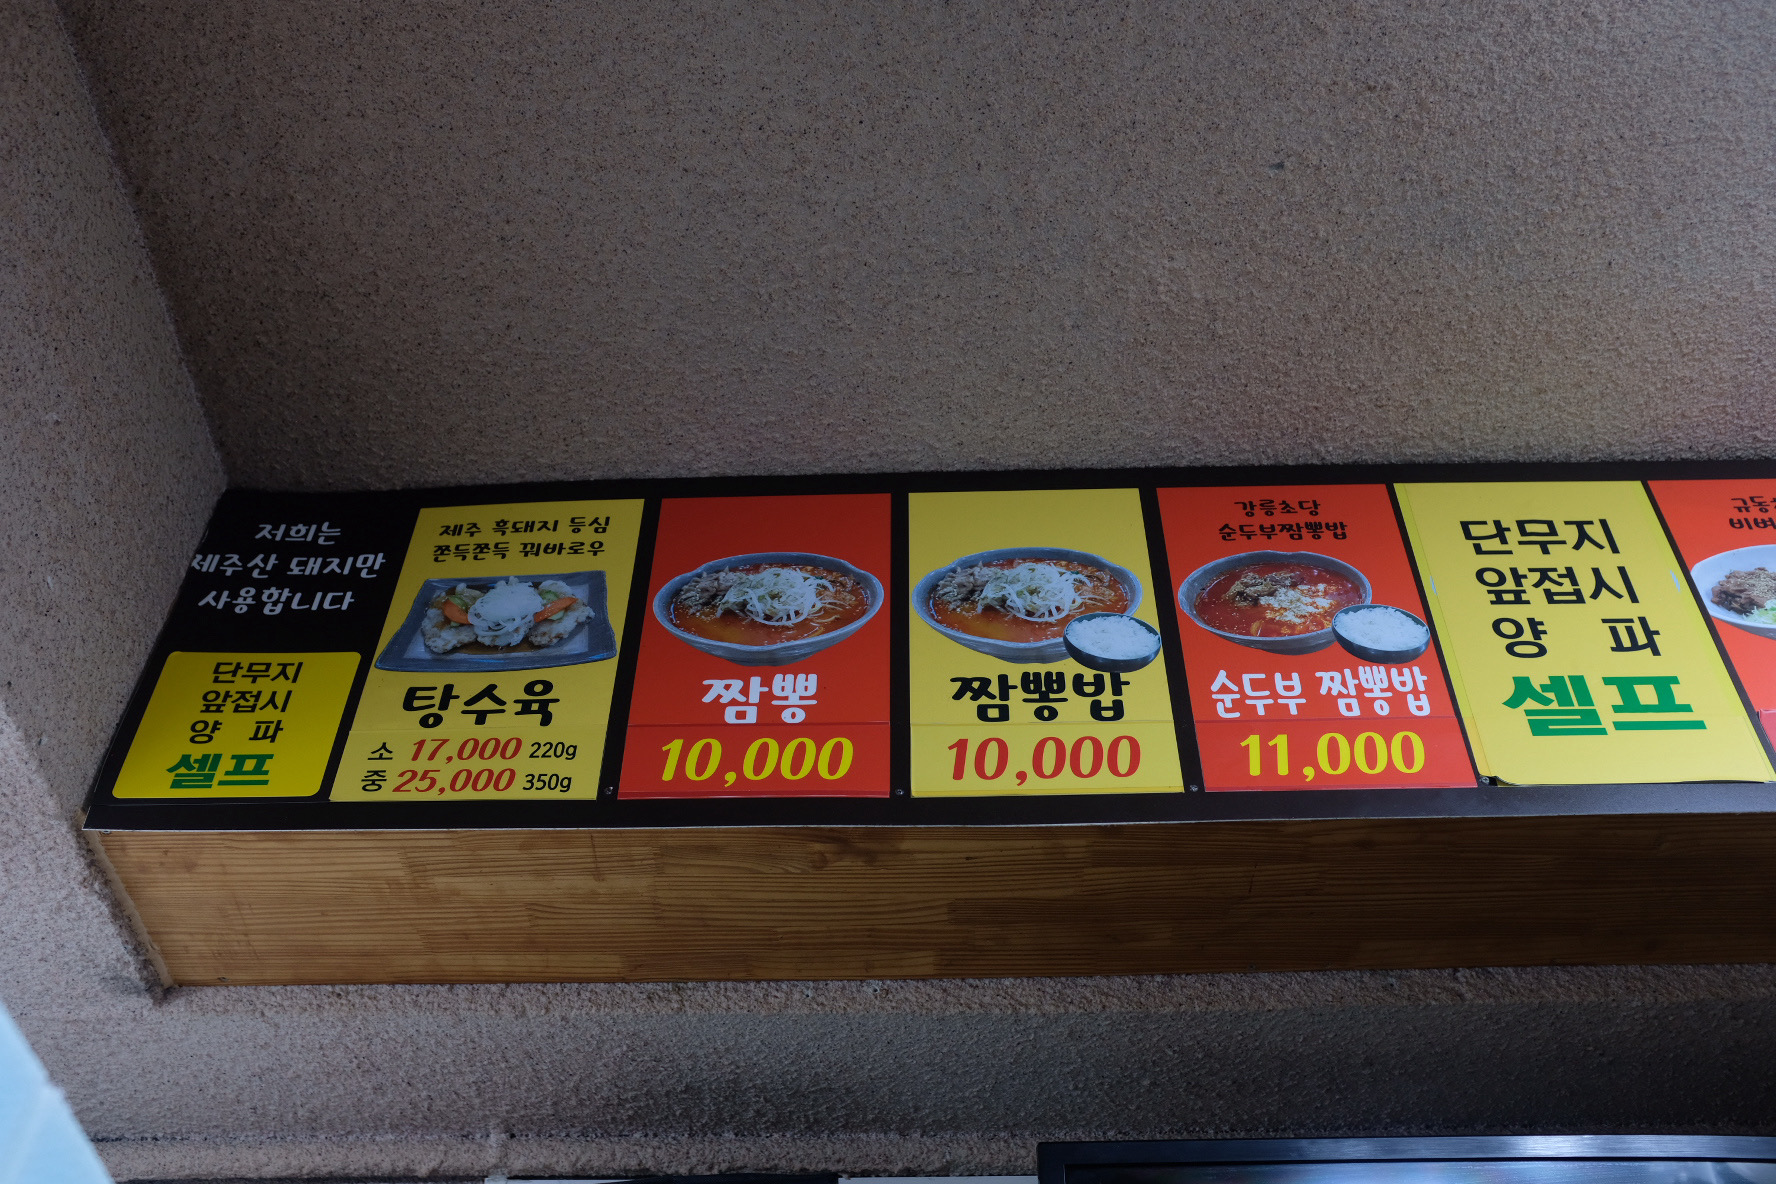 저희는
제주산 돼지만
사용합니다
단무지
앞접시
양 파
셀프
제주 흑돼지 등심
쫀득쫀득 꿔바로우
탕수육
소 17,000 220g
중 25,000 350g
짬뽕
10,000
짬뽕밥
10,000
강릉초당
순두부짬뽕밥
순두부 짬뽕밥
11,000
단무지
앞접시
양 파
셀프